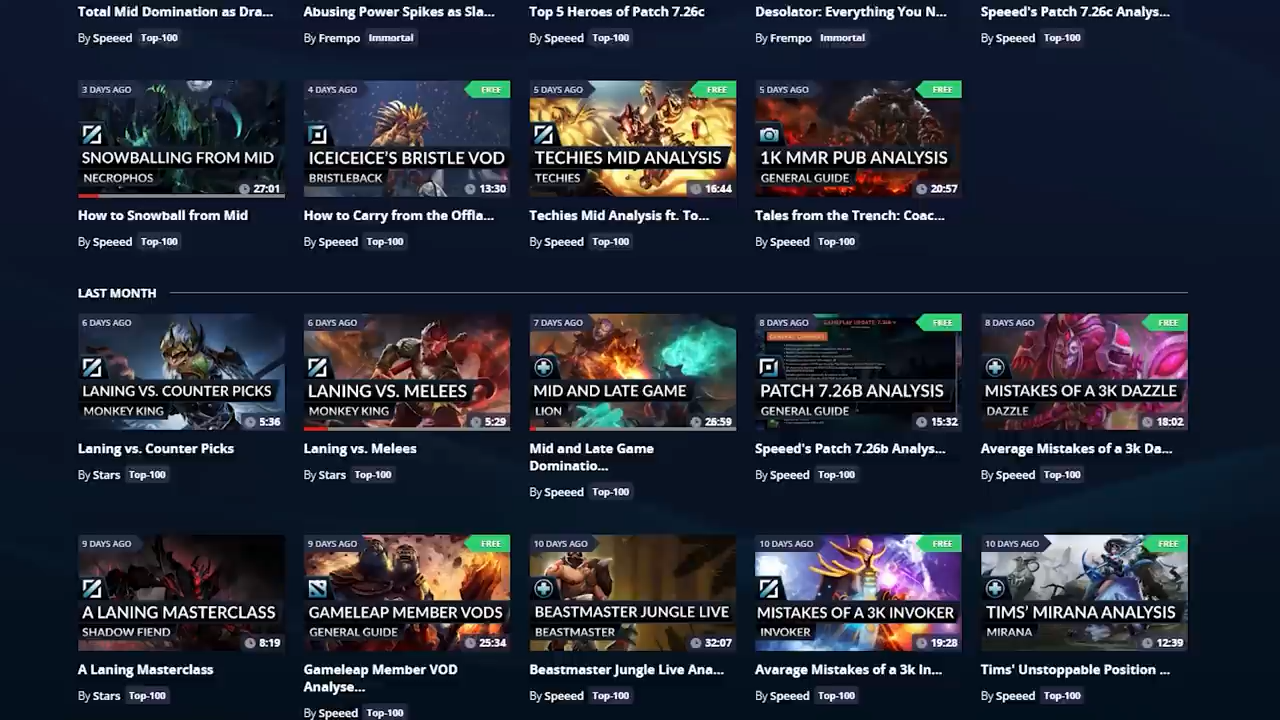 Total Mid Domination as Dra...
Abusing Power Spikes as Sla...
Top 5 Heroes of Patch 7.26c
Desolator: Everything You N...
Speeed's Patch 7.26c Analys...
By Speeed Top-100
By Frempo Immortal
By Speeed Top-100
By Frempo Immortal
By Speeed Top-100
3 DAYS AGO
SNOWBALLING FROM MID
NECROPHOS
27:01
How to Snowball from Mid
By Speeed Top-100
4 DAYS AGO
FREE
ICEICEICE'S BRISTLE VOD
BRISTLEBACK
13:30
How to Carry from the Offla...
By Speeed Top-100
5 DAYS AGO
FREE
TECHIES MID ANALYSIS
TECHIES
16:44
Techies Mid Analysis ft. To...
By Speeed Top-100
5 DAYS AGO
FREE
1K MMR PUB ANALYSIS
GENERAL GUIDE
20:57
Tales from the Trench: Coac...
By Speeed Top-100
LAST MONTH
6 DAYS AGO
LANING VS. COUNTER PICKS
MONKEY KING
5:36
Laning vs. Counter Picks
By Stars Top-100
6 DAYS AGO
LANING VS. MELEES
MONKEY KING
5:29
Laning vs. Melees
By Stars Top-100
7 DAYS AGO
MID AND LATE GAME
LION
26:59
Mid and Late Game
Dominatio...
By Speeed Top-100
8 DAYS AGO
FREE
PATCH 7.26B ANALYSIS
GENERAL GUIDE
15:32
Speeed's Patch 7.26b Analys...
By Speeed Top-100
8 DAYS AGO
FREE
MISTAKES OF A 3K DAZZLE
DAZZLE
18:02
Average Mistakes of a 3k Da...
By Speeed Top-100
9 DAYS AGO
A LANING MASTERCLASS
SHADOW FIEND
8:19
A Laning Masterclass
By Stars Top-100
9 DAYS AGO
FREE
GAMELEAP MEMBER VODS
GENERAL GUIDE
25:34
Gameleap Member VOD
Analyse...
By Speeed Top-100
10 DAYS AGO
BEASTMASTER JUNGLE LIVE
BEASTMASTER
32:07
Beastmaster Jungle Live Ana...
By Speeed Top-100
10 DAYS AGO
FREE
MISTAKES OF A 3K INVOKER
INVOKER
19:28
Avarage Mistakes of a 3k In...
By Speeed Top-100
10 DAYS AGO
FREE
TIMS' MIRANA ANALYSIS
MIRANA
12:39
Tims' Unstoppable Position ...
By Speeed Top-100